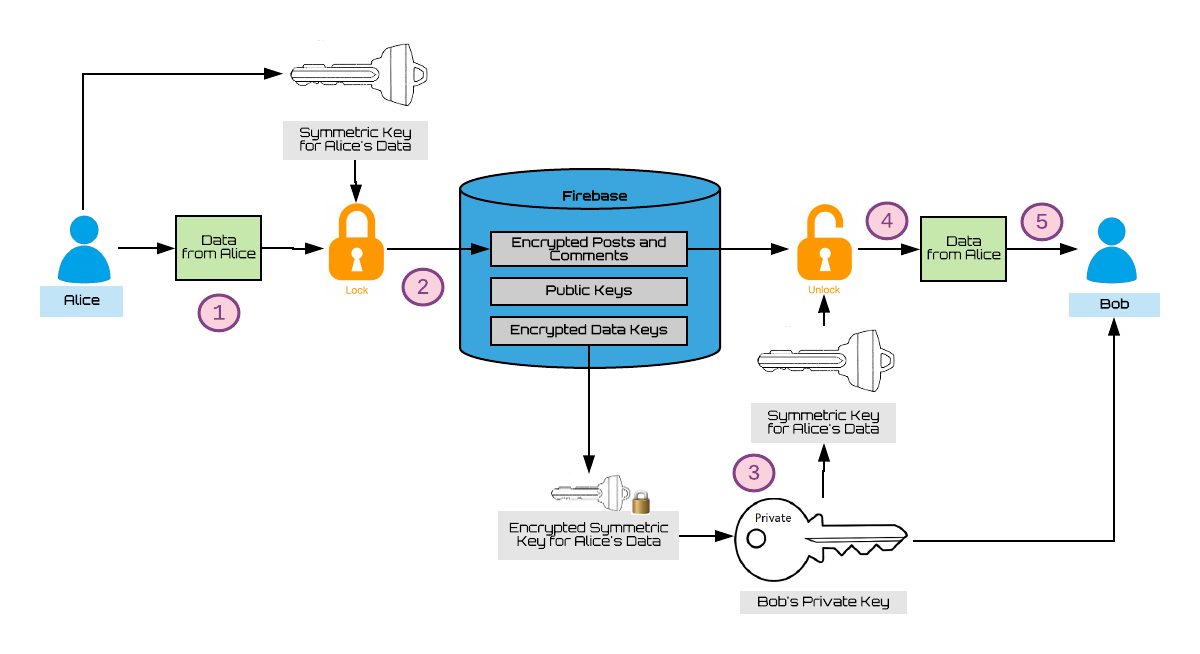 Symmetric Key
for Alice's Data
Firebase
Alice
Data
from Alice
1
Lock
2
Encrypted Posts and
Comments
Public Keys
Encrypted Data Keys
Unlock
4
Data
from Alice
5
Bob
Symmetric Key
for Alice's Data
3
Encrypted Symmetric
Key for Alice's Data
Private
Bob's Private Key